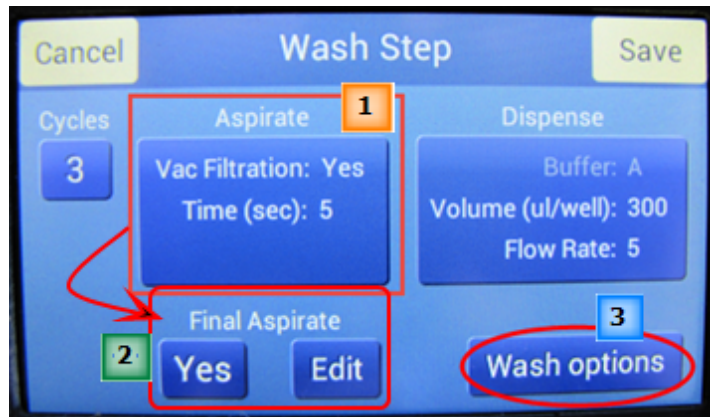 Cancel
Wash Step
Save
Cycles
3
Aspirate
1
Vac Filtration: Yes
Time (sec): 5
Dispense
Buffer: A
Volume (ul/well): 300
Flow Rate: 5
2
Final Aspirate
Yes
Edit
3
Wash options